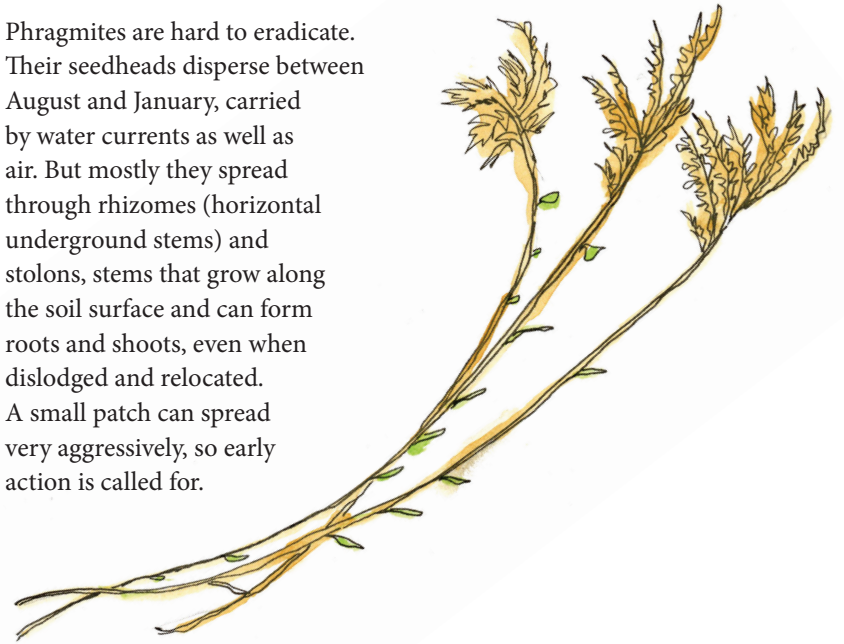 Phragmites are hard to eradicate.
Their seedheads disperse between
August and January, carried
by water currents as well as
air. But mostly they spread
through rhizomes (horizontal
underground stems) and
stolons, stems that grow along
the soil surface and can form
roots and shoots, even when
dislodged and relocated.
A small patch can spread
very aggressively, so early
action is called for.